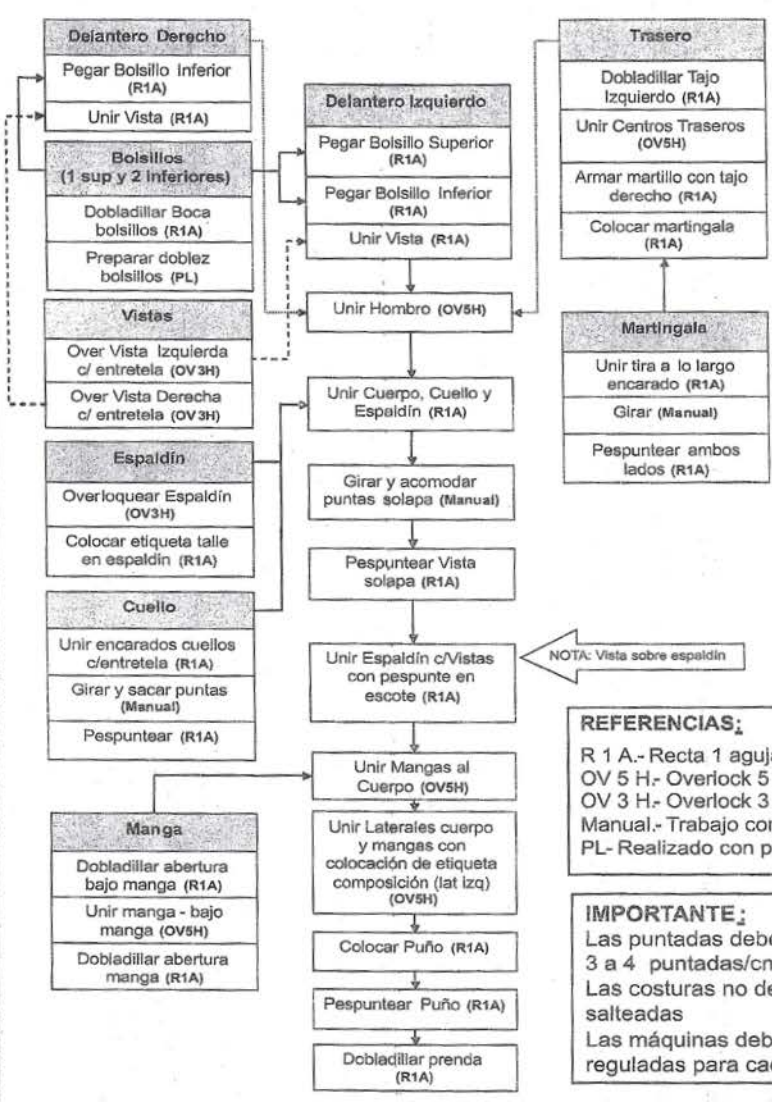 Delantero Derecho
Pegar Bolsillo Inferior
(R1A)
Unir Vista (R1A)
Bolsillos
(1 sup y 2 inferiores)
Dobladillar Boca
bolsillos (R1A)
Preparar doblez
bolsillos (PL)
Vistas
Over Vista Izquierda
c/ entretela (OV3H)
Over Vista Derecha
c/ entretela (OV3H)
Espaldín
Overloquear Espaldín
(OV3H)
Colocar etiqueta talle
en espaldin (R1A)
Cuello
Unir encarados cuellos
c/entretela (R1A)
Girar y sacar puntas
(Manual)
Pespuntear (R1A)
Manga
Dobladillar abertura
bajo manga (R1A)
Unir manga - bajo
manga (OV5H)
Dobladillar abertura
manga (R1A)
Delantero Izquierdo
Pegar Bolsillo Superior
(R1A)
Pegar Bolsillo Inferior
(R1A)
Unir Vista (R1A)
Unir Hombro (OV5H)
Unir Cuerpo, Cuello y
Espaldín (R1A)
Girar y acomodar
puntas solapa (Manual)
Pespuntear Vista
solapa (R1A)
Unir Espaldín c/Vistas
con pespunte en
escote (R1A)
Unir Mangas al
Cuerpo (OV5H)
Unir Laterales cuerpo
y mangas con
colocación de etiqueta
composición (lat izq)
(OV5H)
Colocar Puño (R1A)
Pespuntear Puño (R1A)
Dobladillar prenda
(R1A)
Trasero
Dobladillar Tajo
Izquierdo (R1A)
Unir Centros Traseros
(OV5H)
Armar martillo con tajo
derecho (R1A)
Colocar martingala
(R1A)
Martingala
Unir tira a lo largo
encarado (R1A)
Girar (Manual)
Pespuntear ambos
lados (R1A)
NOTA: Vista sobre espaldín
REFERENCIAS:
R 1 A.- Recta 1 aguja
OV 5 H.- Overlock 5
OV 3 H.- Overlock 3
Manual.- Trabajo con
PL- Realizado con p
IMPORTANTE:
Las puntadas debe
3 a 4 puntadas/cn
Las costuras no de
salteadas
Las máquinas deb
reguladas para cad